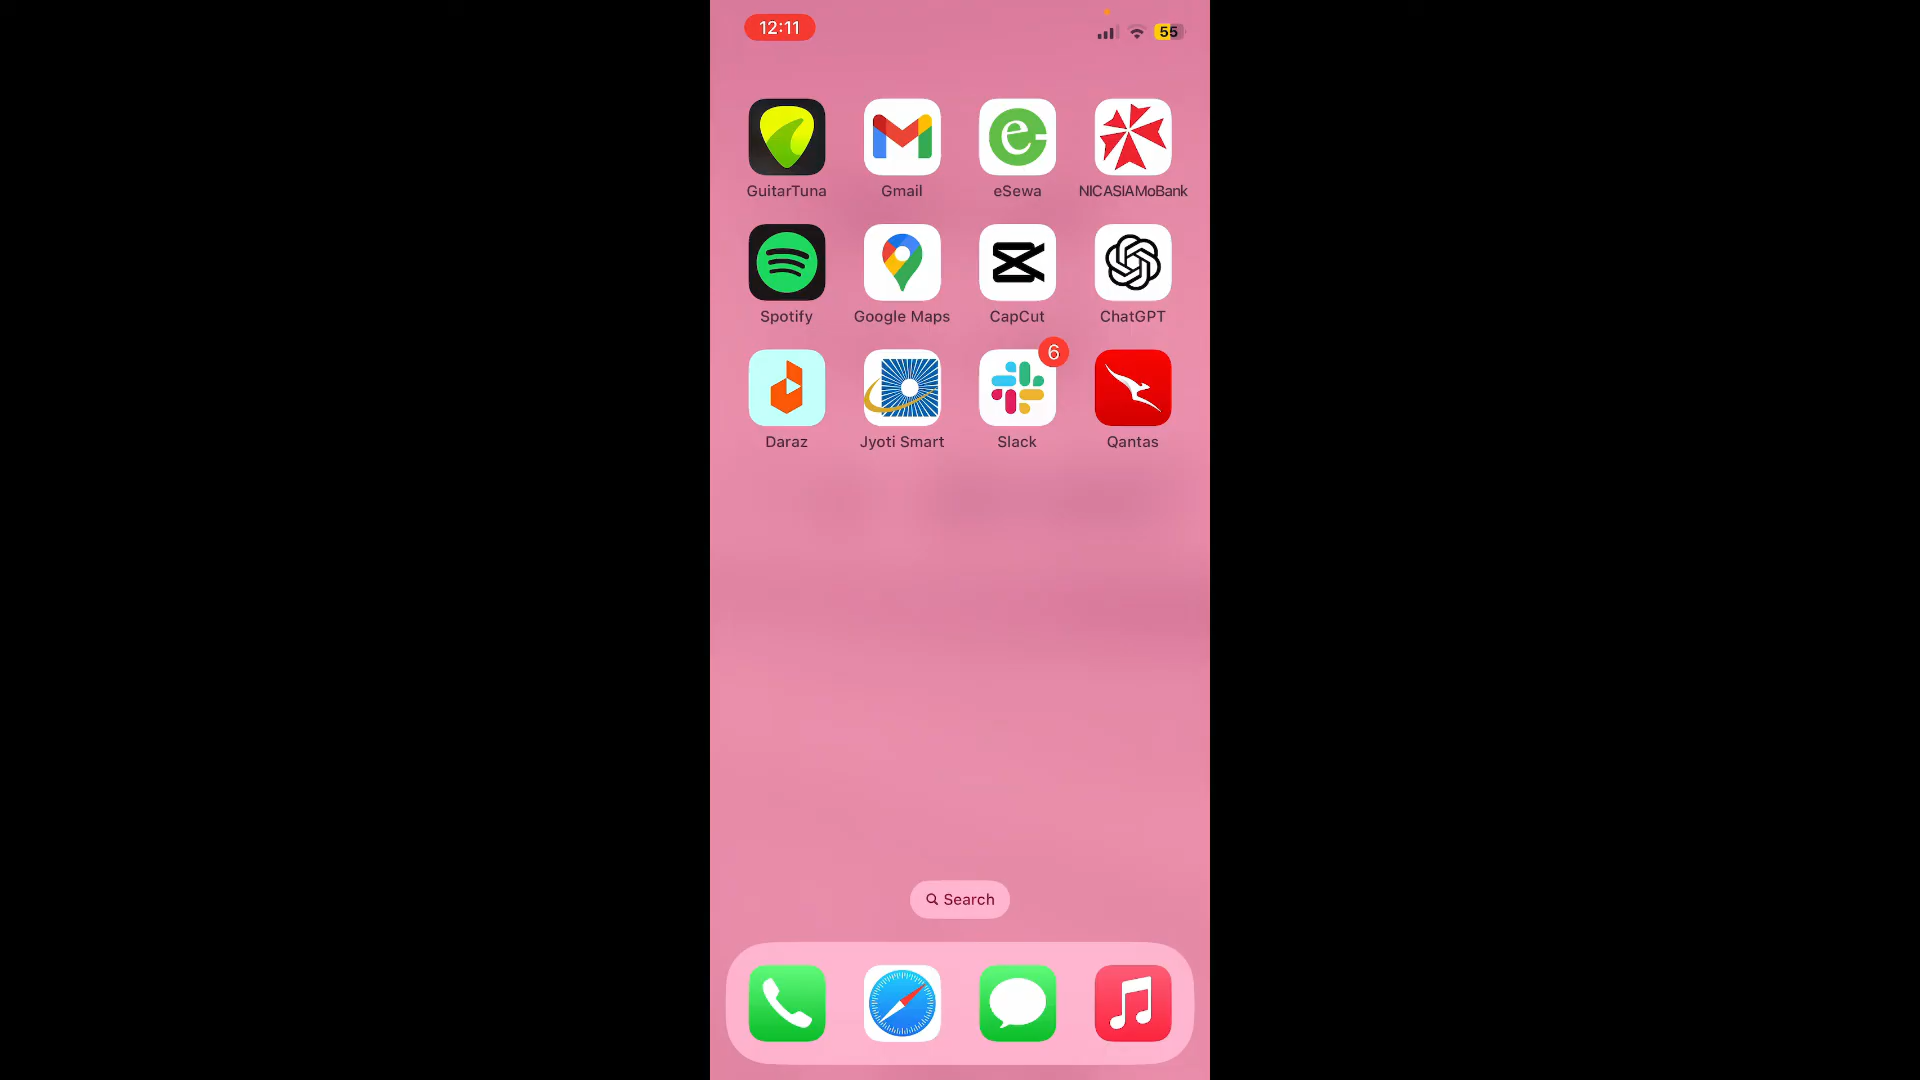 12:11
55
GuitarTuna
Gmail
eSewa
NICASIAMoBank
Spotify
Google Maps
CapCut
ChatGPT
6
Daraz
Jyoti Smart
Slack
Qantas
Search